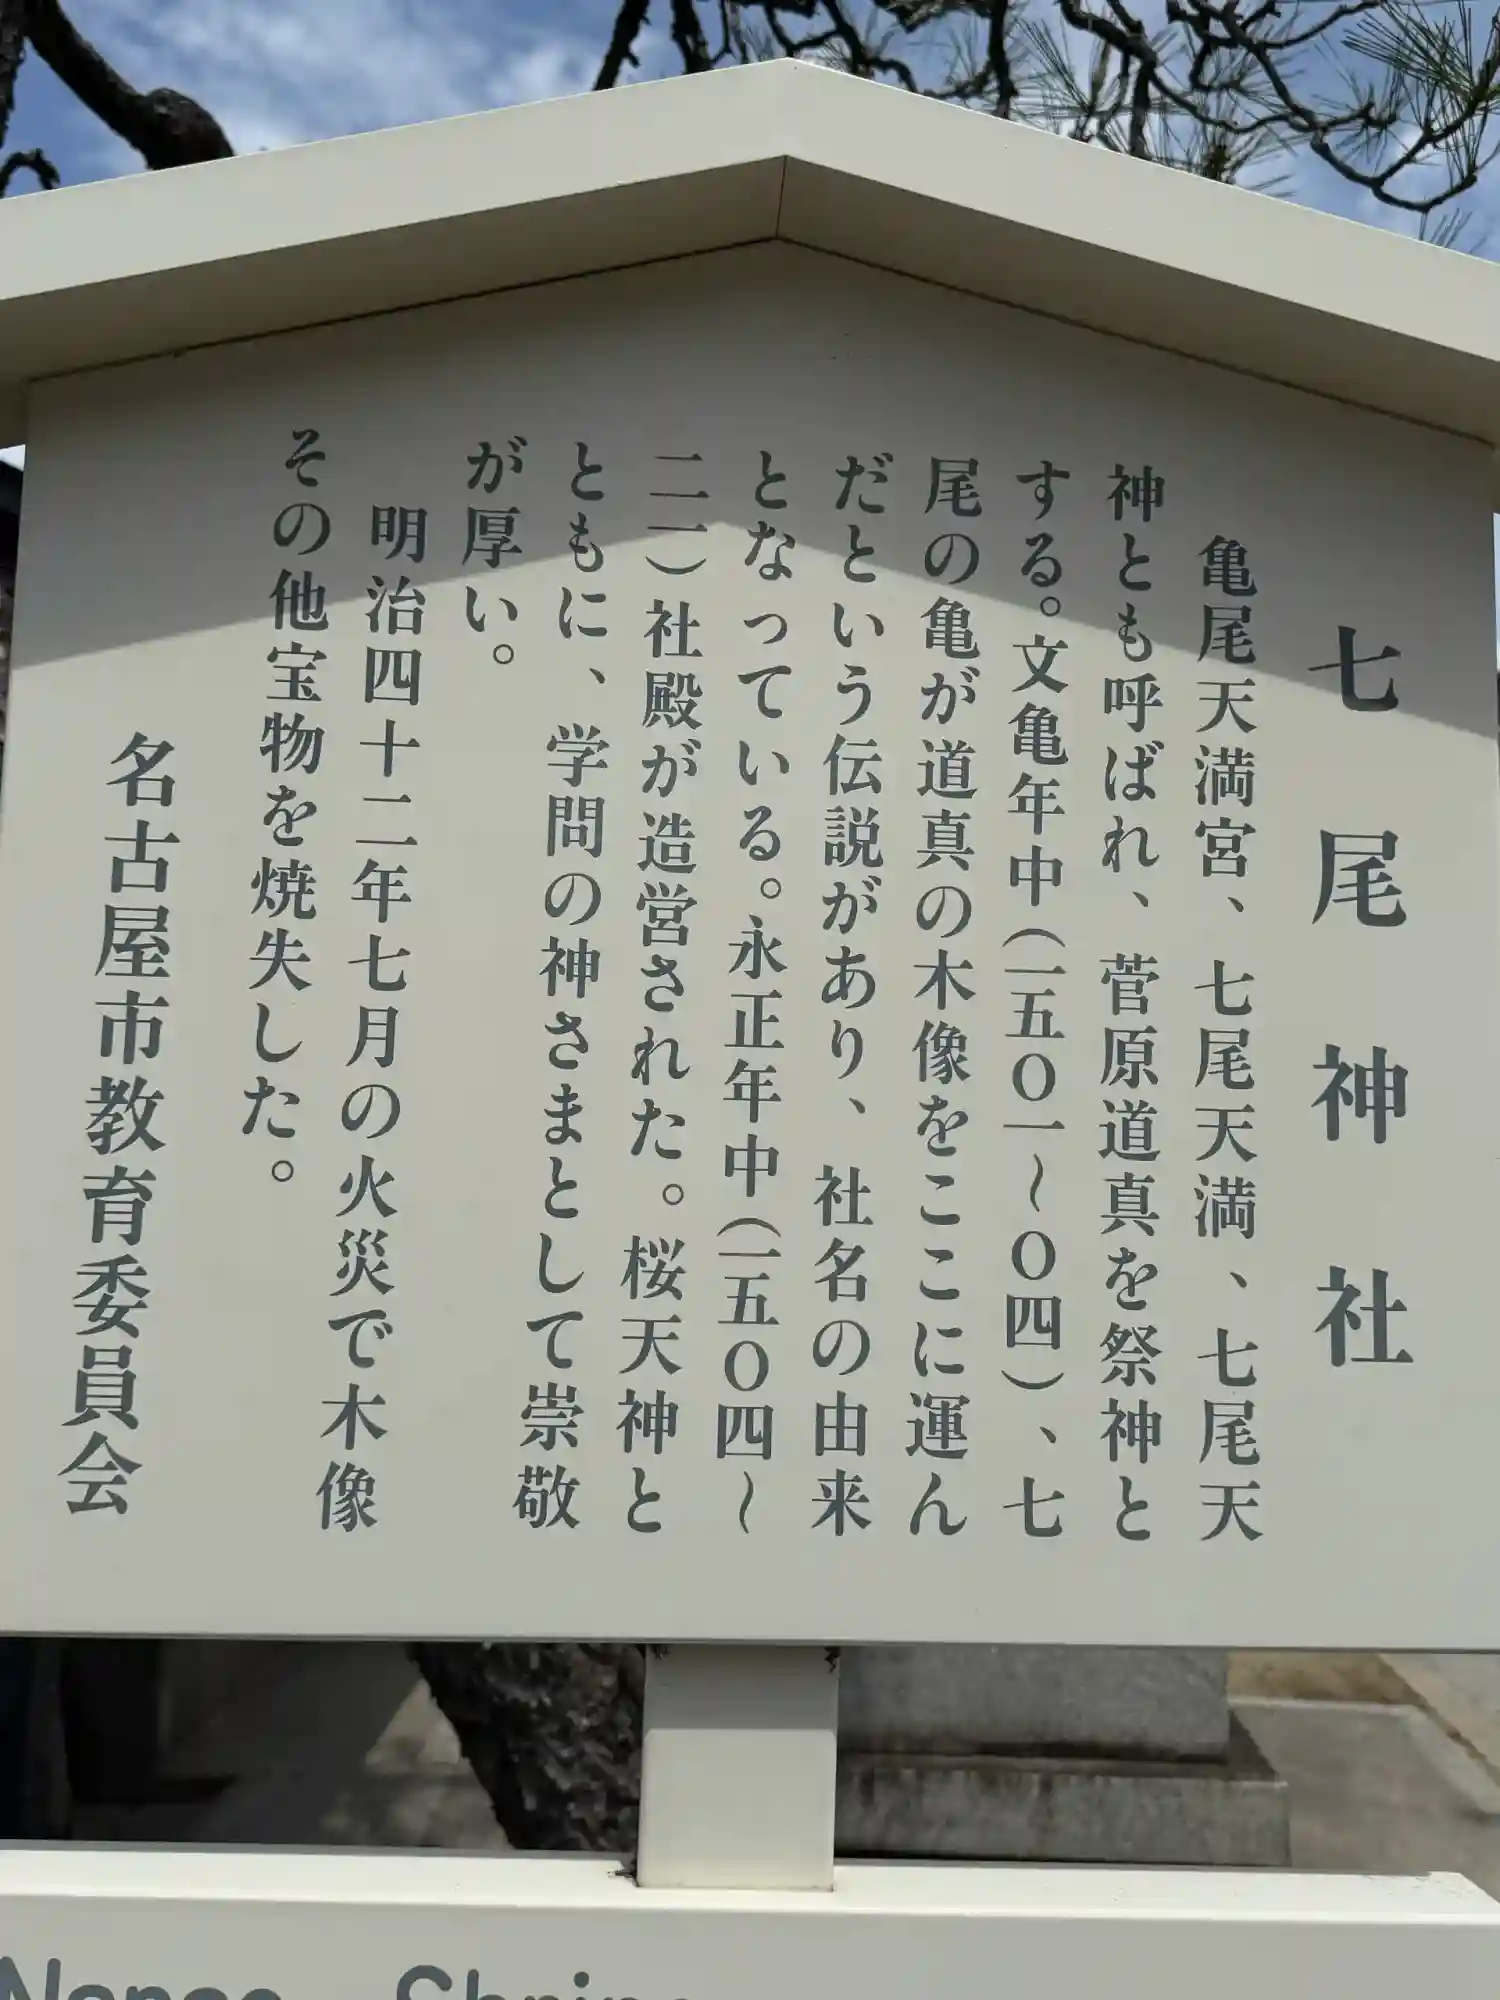 七尾神社
亀尾天満宮、七尾天満、七尾天
神とも呼ばれ、菅原道真を祭神と
する。文亀年中(一五〇一〜〇四)、七
尾の亀が道真の木像をここに運ん
だという伝説があり、社名の由来
となっている。永正年中(一五〇四〜
二一)社殿が造営された。桜天神と
ともに、学問の神さまとして崇敬
が厚い。
明治四十二年七月の火災で木像
その他宝物を焼失した。
名古屋市教育委員会